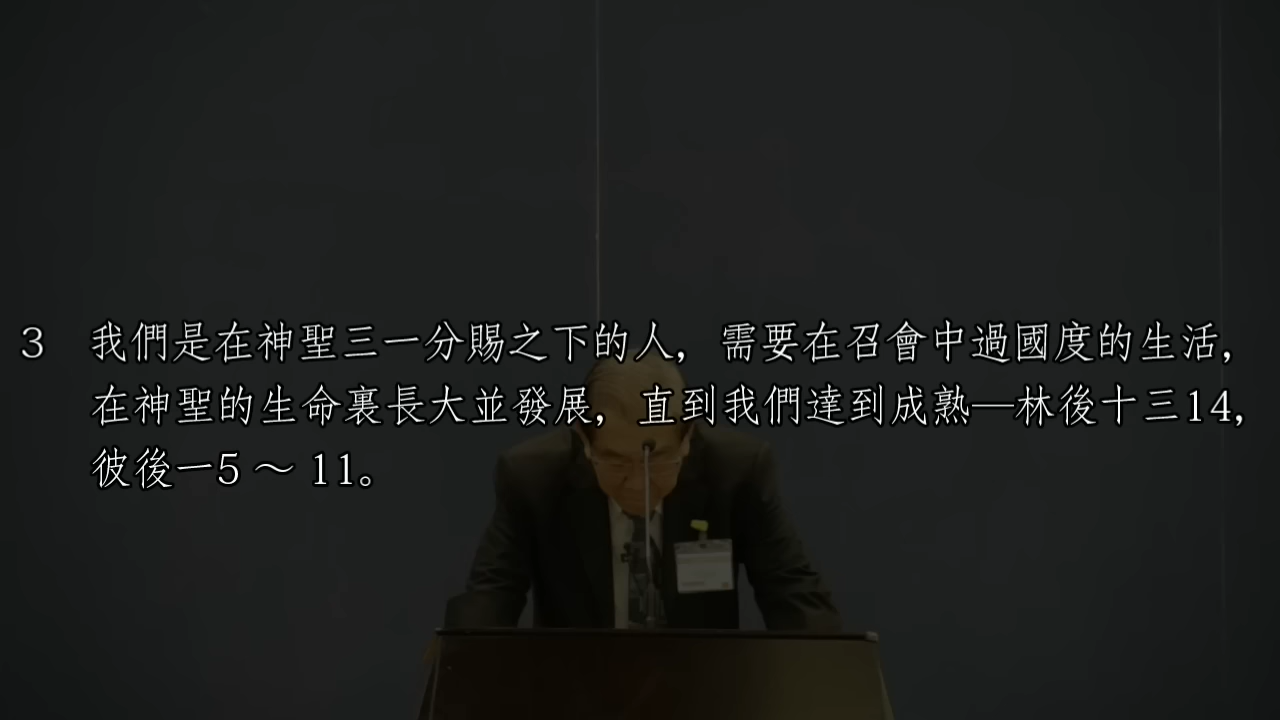 3 我們是在神聖三一分賜之下的人，需要在召會中過國度的生活，
在神聖的生命裏長大並發展，直到我們達到成熟—林後十三14，
彼後一5～11。